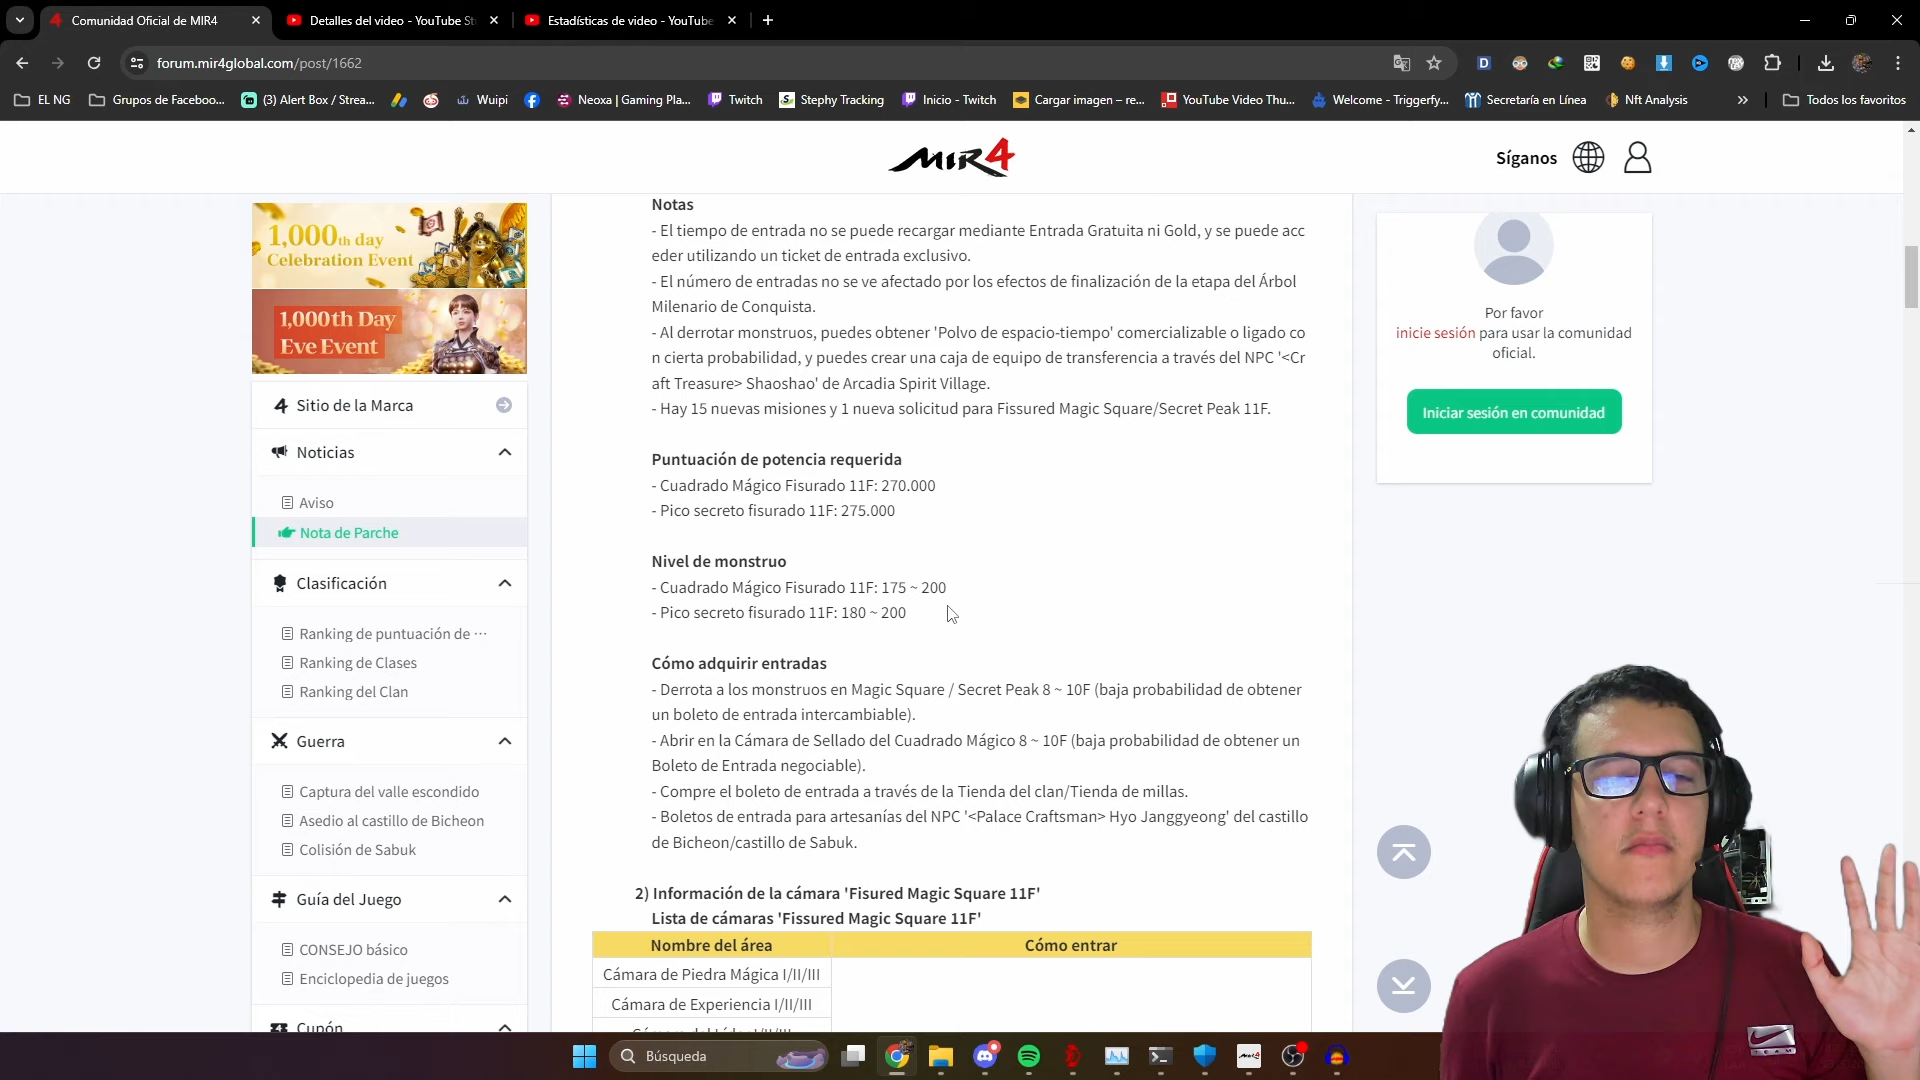 Comunidad Oficial de MIR4
Detalles del video - YouTube St
Estadísticas de video - YouTube
forum.mir4global.com/post/1662
EL NG
Grupos de Faceboo...
(3) Alert Box / Strea...
Wuipi
Neoxa | Gaming Pla...
Twitch
Stephy Tracking
Inicio - Twitch
Cargar imagen – re...
YouTube Video Thu...
Welcome - Triggerfy...
Secretaría en Línea
Nft Analysis
Todos los favoritos
MIR4
Síganos
1,000th day
Celebration Event
1,000th Day
Eve Event
Sitio de la Marca
Noticias
Aviso
Nota de Parche
Clasificación
Ranking de puntuación de ···
Ranking de Clases
Ranking del Clan
Guerra
Captura del valle escondido
Asedio al castillo de Bicheon
Colisión de Sabuk
Guía del Juego
CONSEJO básico
Enciclopedia de juegos
Cupón
Notas
- El tiempo de entrada no se puede recargar mediante Entrada Gratuita ni Gold, y se puede acc
eder utilizando un ticket de entrada exclusivo.
- El número de entradas no se ve afectado por los efectos de finalización de la etapa del Árbol
Milenario de Conquista.
- Al derrotar monstruos, puedes obtener 'Polvo de espacio-tiempo' comercializable o ligado co
n cierta probabilidad, y puedes crear una caja de equipo de transferencia a través del NPC '<Cr
aft Treasure> Shaoshao' de Arcadia Spirit Village.
- Hay 15 nuevas misiones y 1 nueva solicitud para Fissured Magic Square/Secret Peak 11F.
Puntuación de potencia requerida
- Cuadrado Mágico Fisurado 11F: 270.000
- Pico secreto fisurado 11F: 275.000
Nivel de monstruo
- Cuadrado Mágico Fisurado 11F: 175 ~ 200
- Pico secreto fisurado 11F: 180 ~ 200
Cómo adquirir entradas
- Derrota a los monstruos en Magic Square / Secret Peak 8 ~ 10F (baja probabilidad de obtener
un boleto de entrada intercambiable).
- Abrir en la Cámara de Sellado del Cuadrado Mágico 8 ~ 10F (baja probabilidad de obtener un
Boleto de Entrada negociable).
- Compre el boleto de entrada a través de la Tienda del clan/Tienda de millas.
- Boletos de entrada para artesanías del NPC '<Palace Craftsman> Hyo Janggyeong' del castillo
de Bicheon/castillo de Sabuk.
2) Información de la cámara 'Fisured Magic Square 11F'
Lista de cámaras 'Fissured Magic Square 11F'
Nombre del área
Cómo entrar
Cámara de Piedra Mágica I/II/III
Cámara de Experiencia I/II/III
Por favor
inicie sesión para usar la comunidad
oficial.
Iniciar sesión en comunidad
Búsqueda
TEAM